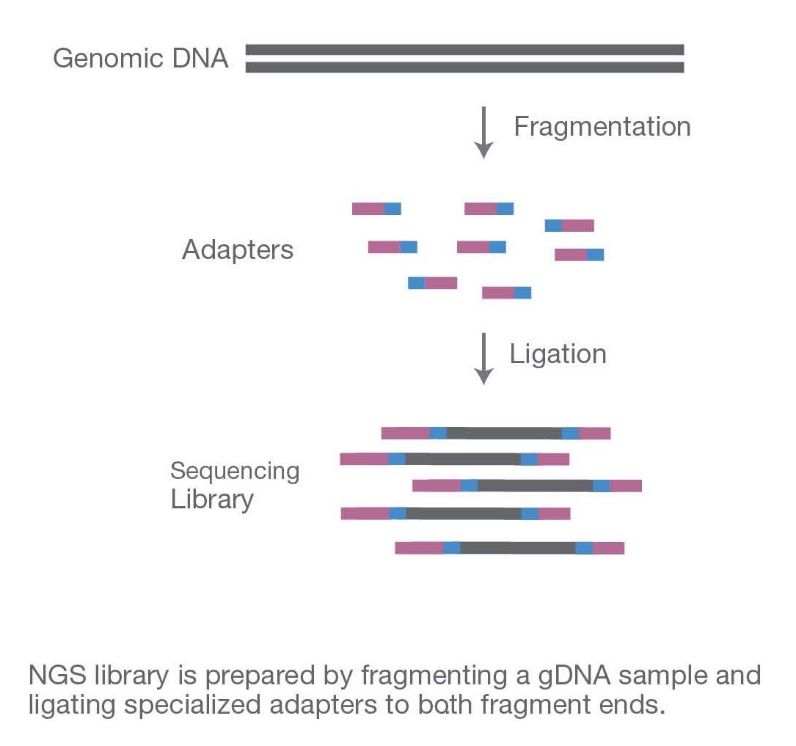 Genomic DNA
Fragmentation
Adapters
Ligation
Sequencing
Library
NGS library is prepared by fragmenting a gDNA sample and
ligating specialized adapters to both fragment ends.